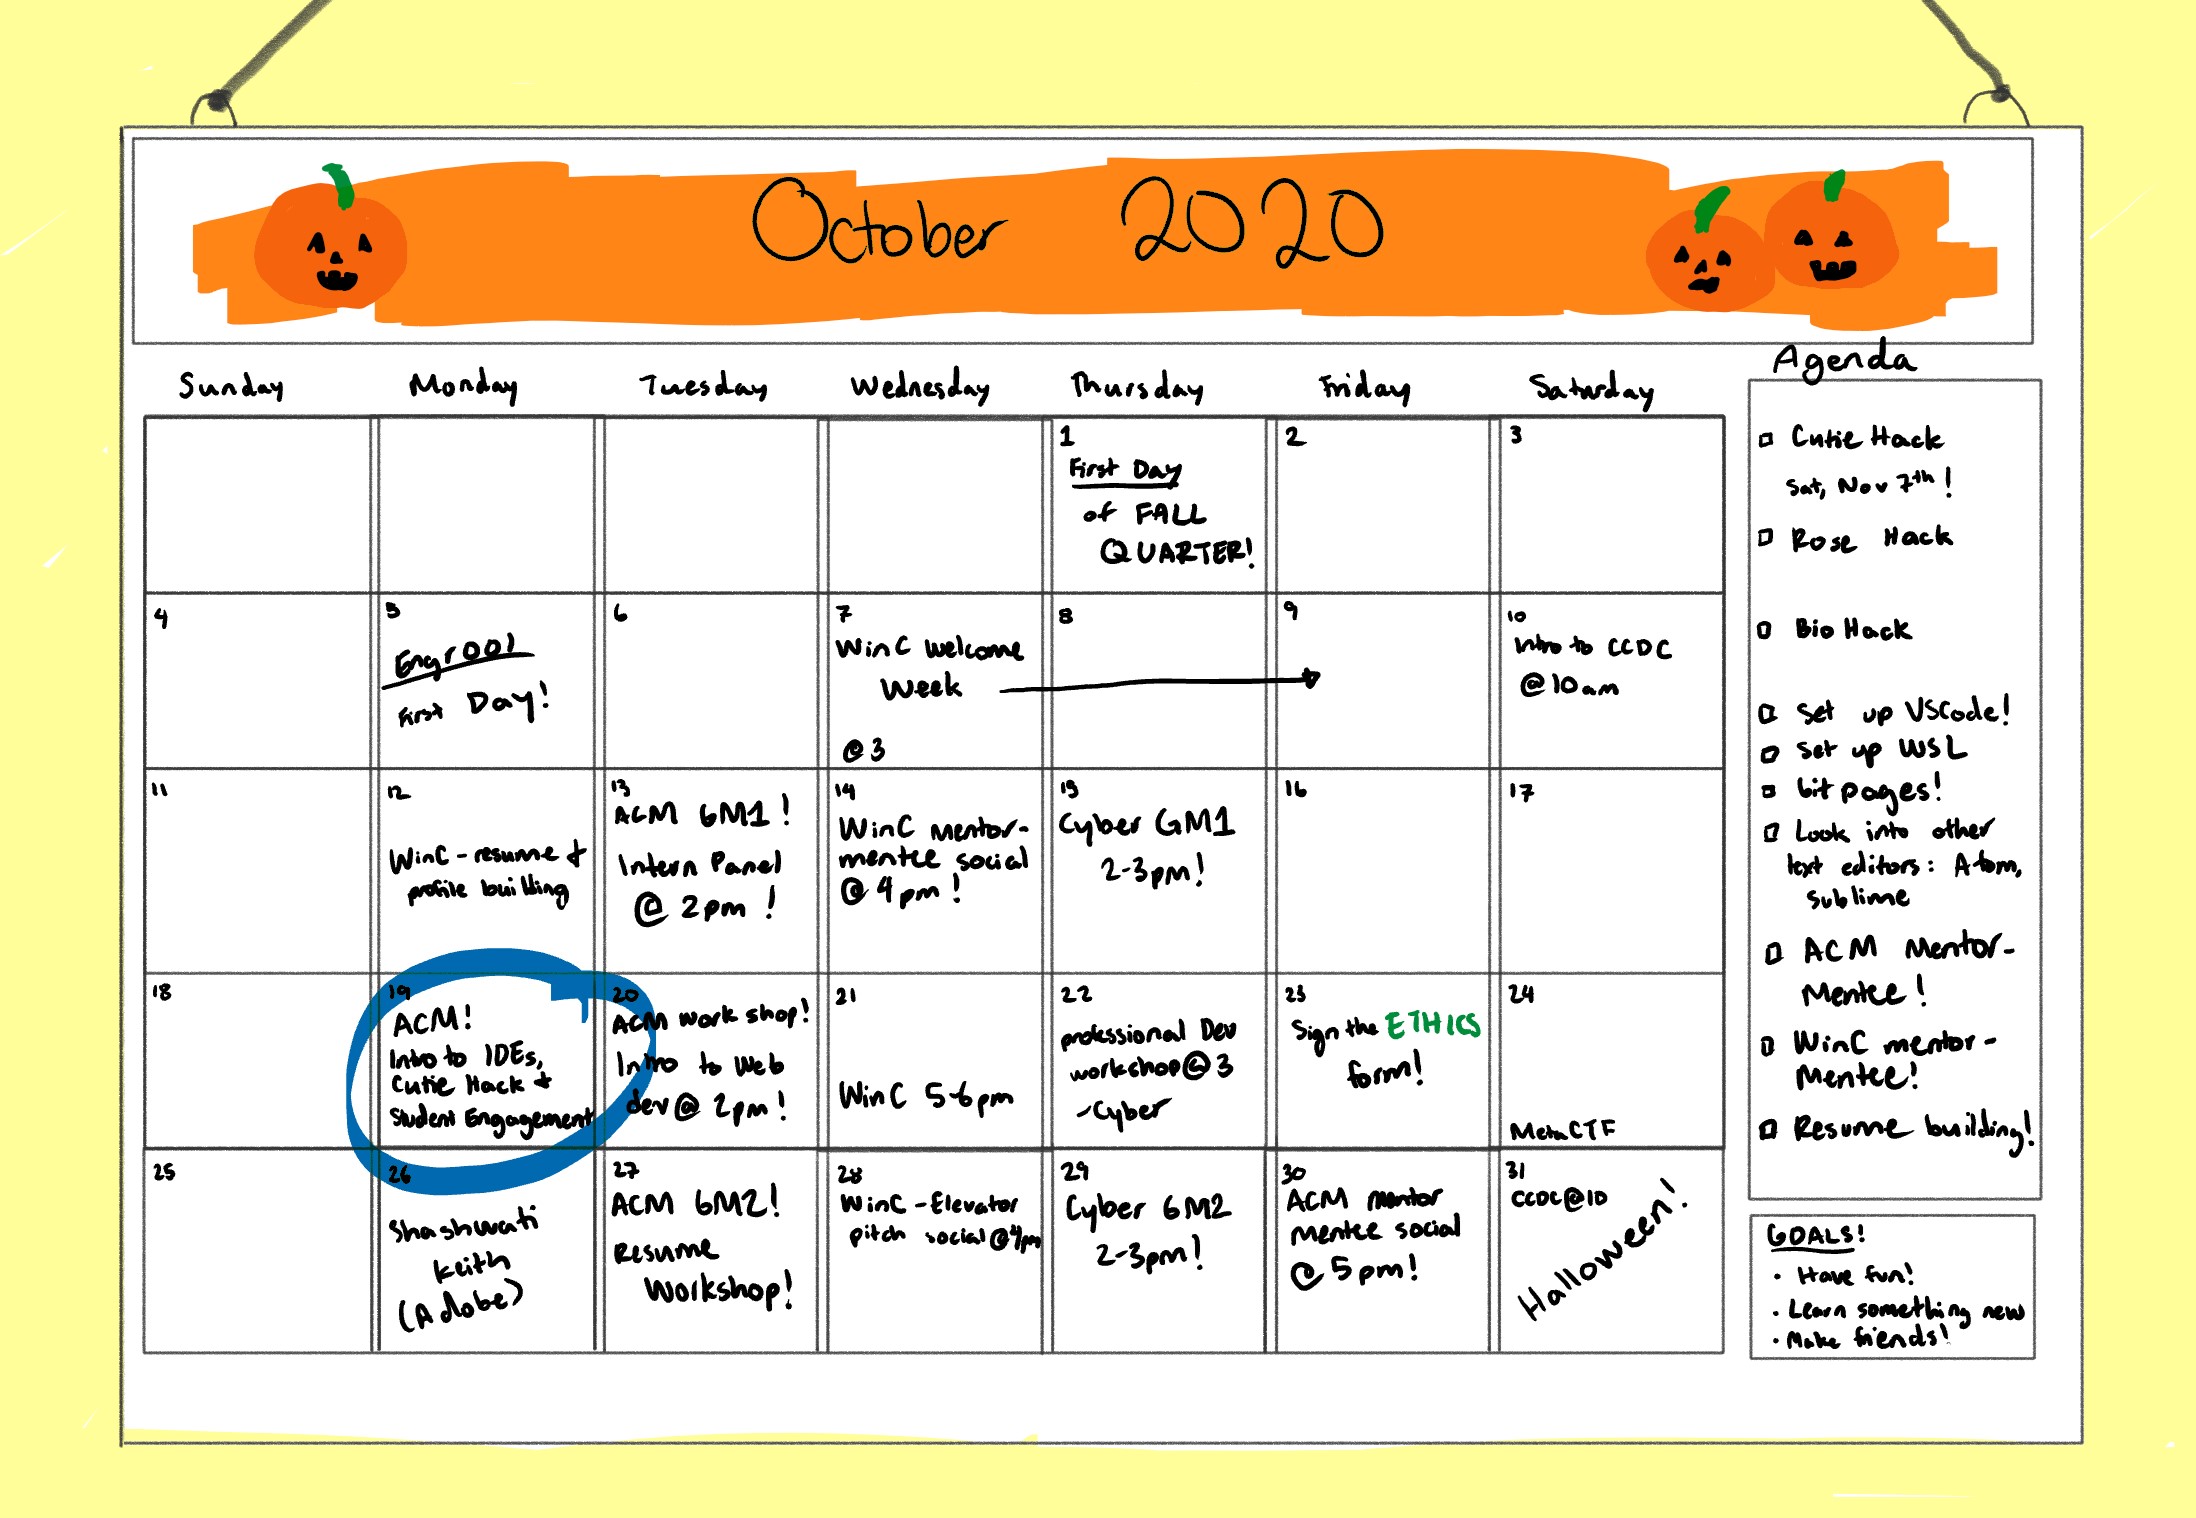 October 2020
Sunday Monday Tuesday Wednesday Thursday Friday Saturday
1
First Day
of FALL
QUARTER!
2
3
4
5
Engr001
First Day!
6
7
WinC Welcome
Week
@3
8
9
10
Intro to CCDC
@10am
11
12
WinC - resume &
profile building
13
ACM GM1!
Intern Panel
@ 2pm!
14
WinC mentor-
mentee social
@ 4pm!
15
Cyber GM1
2-3pm!
16
17
18
19
ACM!
Intro to IDEs,
Cutie Hack &
Student Engagement
20
ACM workshop!
Intro to Web
dev @ 2pm!
21
WinC 5-6pm
22
professional Dev
workshop@3
-Cyber
23
Sign the ETHICS
form!
24
MetaCTF
25
26
Shashwati
Keith
(Adobe)
27
ACM GM2!
Resume
Workshop!
28
WinC - Elevator
pitch social @4pm
29
Cyber GM2
2-3pm!
30
ACM mentor
mentee social
@ 5pm!
31
CCDC@10
Halloween!
Agenda
Cutie Hack
Sat, Nov 7th!
Rose Hack
Bio Hack
Set up VSCode!
Set up WSL
Git pages!
Look into other
text editors: Atom,
sublime
ACM Mentor-
Mentee!
WinC mentor-
Mentee!
Resume building!
GOALS!
· Have fun!
· Learn something new
· Make friends!